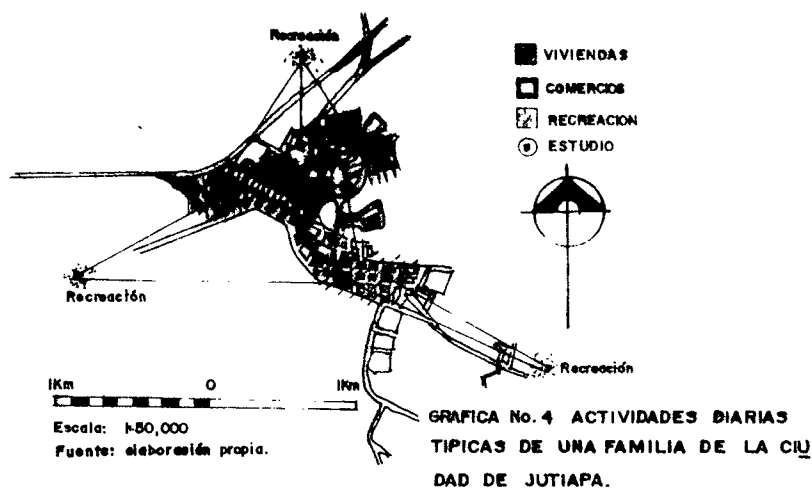 Recreación
VIVIENDAS
COMERCIOS
RECREACION
ESTUDIO
Recreación
Recreación
1Km 0 1Km
Escala: 1:50,000
Fuente: elaboración propia.
GRAFICA No. 4 ACTIVIDADES DIARIAS
TIPICAS DE UNA FAMILIA DE LA CIU
DAD DE JUTIAPA.